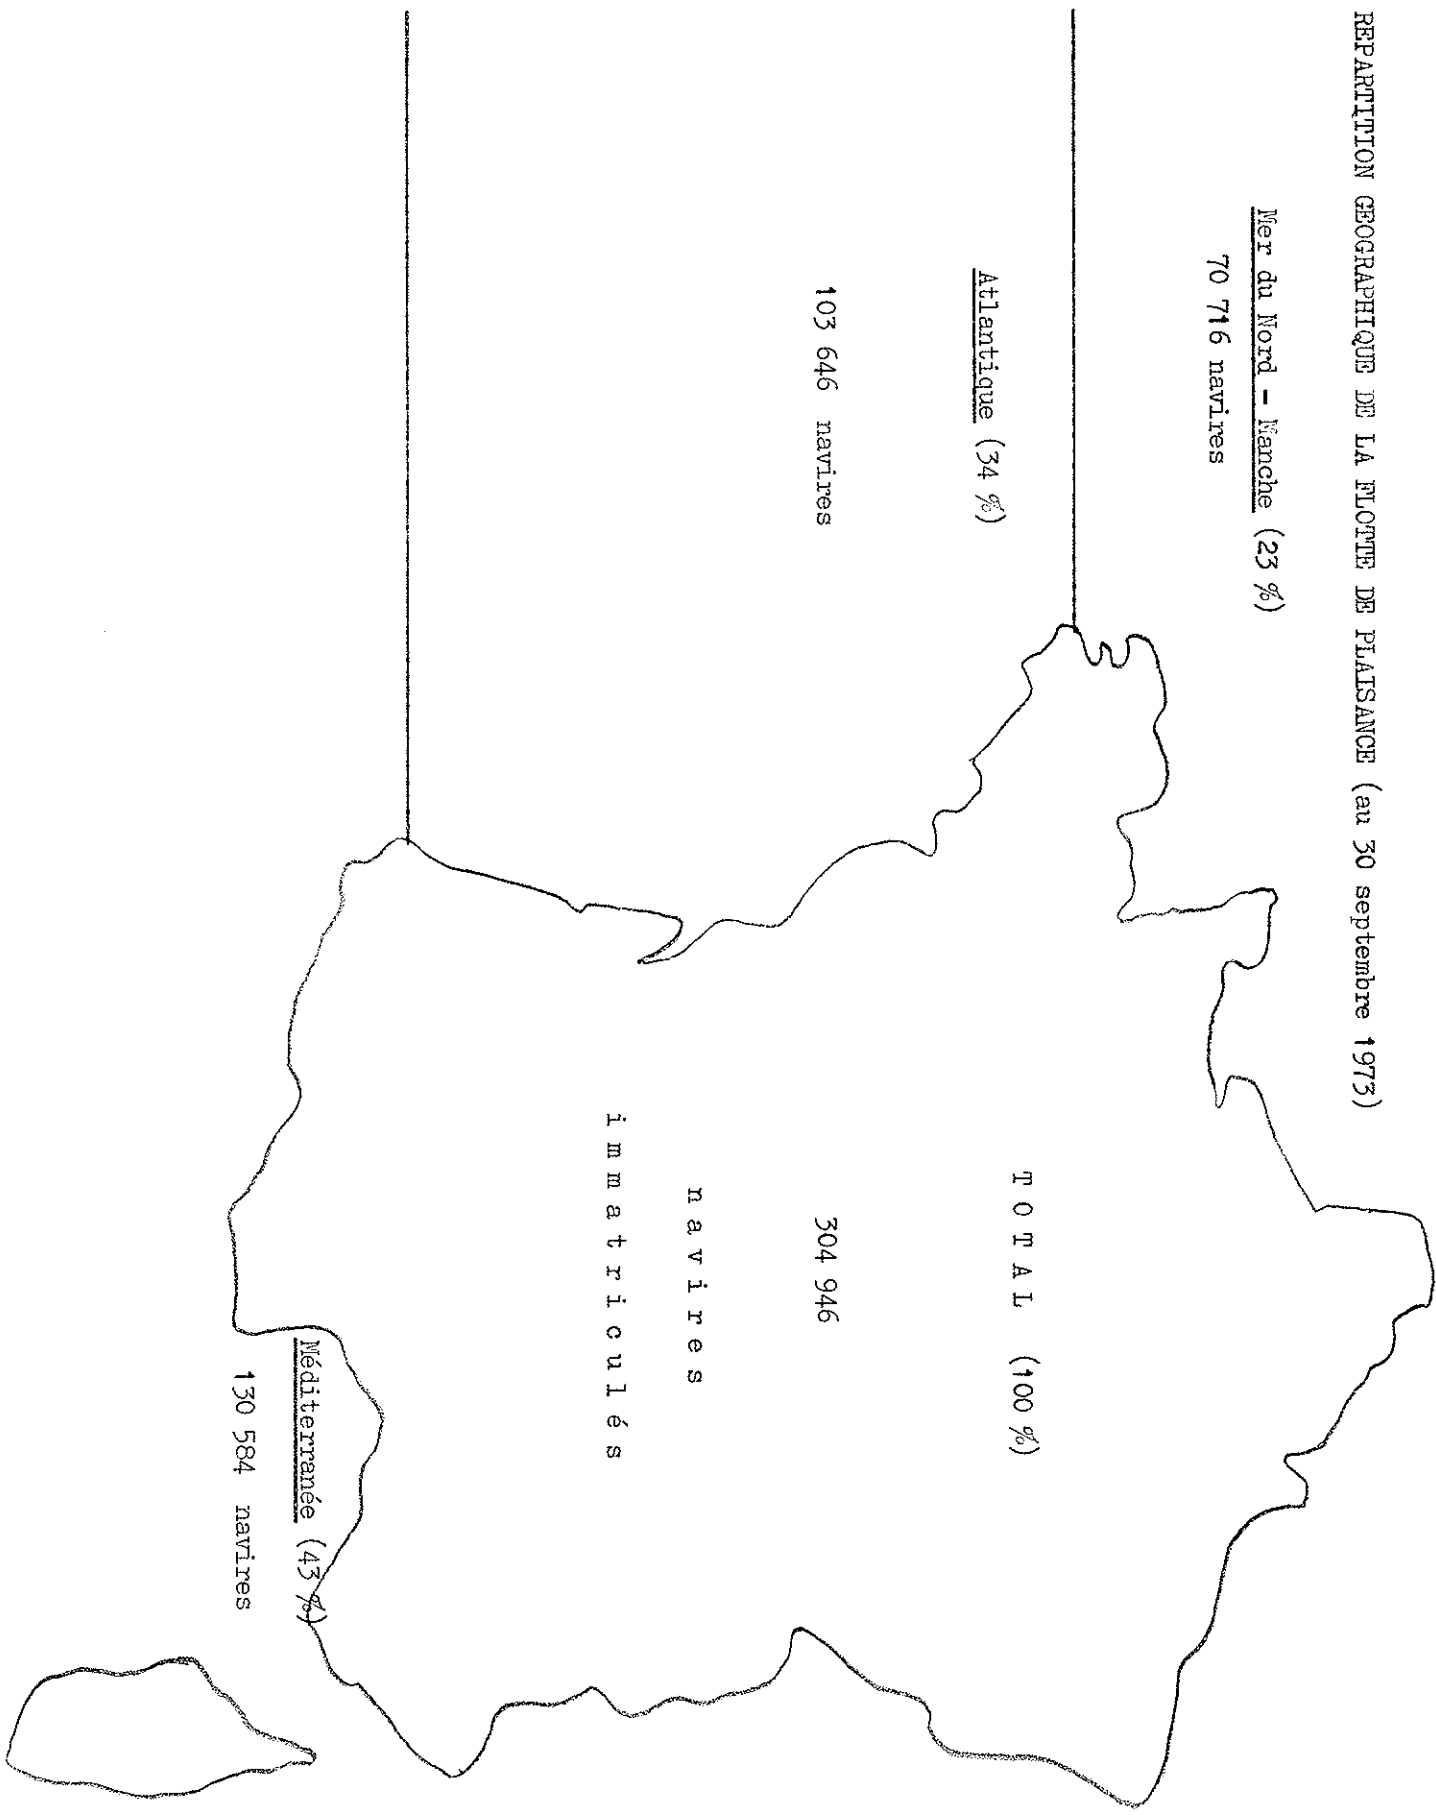 REPARTITION GEOGRAPHIQUE DE LA FLOTTE DE PLAISANCE (au 30 septembre 1973)
Mer du Nord - Manche (23 %)
70 716 navires
Atlantique (34 %)
103 646 navires
TOTAL (100 %)
304 946
navires
immatriculés
Méditerranée (43 %)
130 584 navires